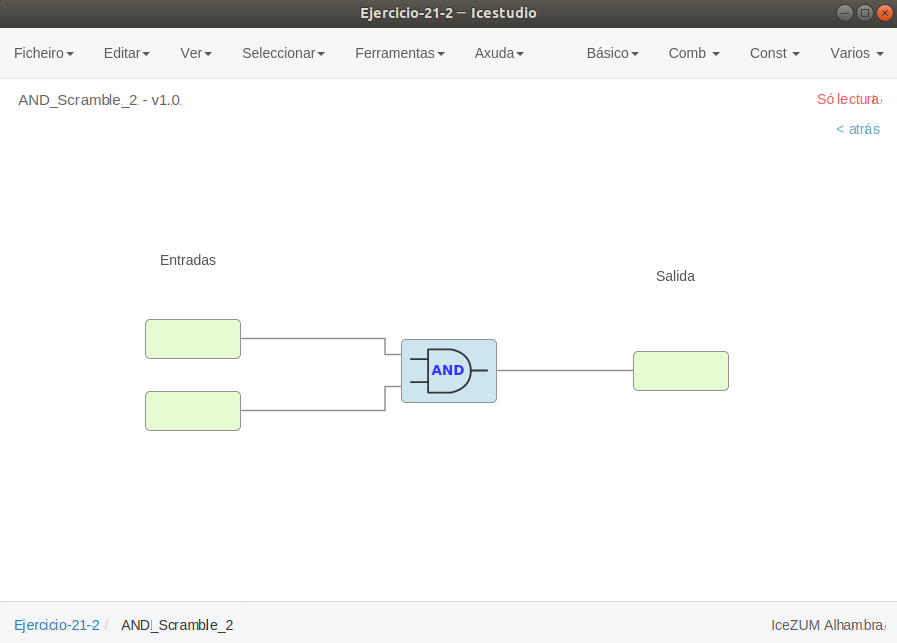 Ejercicio-21-2 – Icestudio
Ficheiro Editar Ver Seleccionar Ferramentas Axuda Básico Comb Const Varios
AND_Scramble_2 - v1.0
Só lectura
< atrás
Entradas
Salida
AND
Ejercicio-21-2 / AND_Scramble_2 IceZUM Alhambra